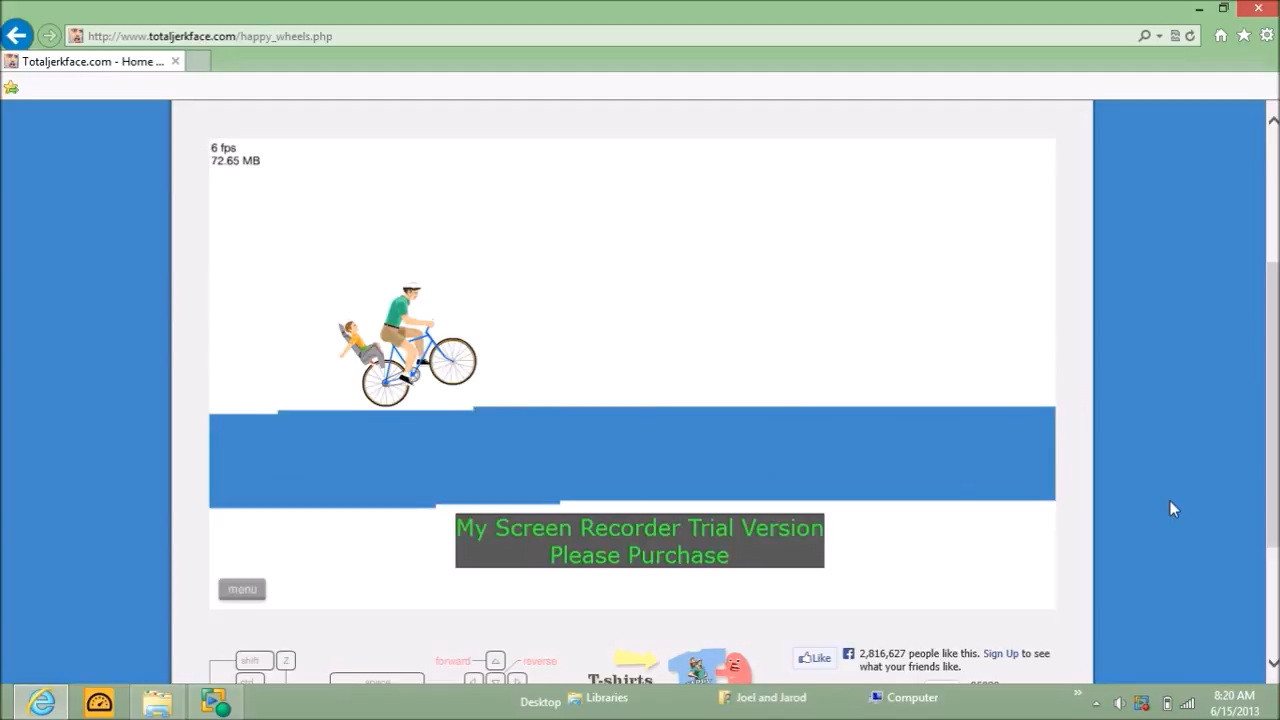 http://www.totaljerkface.com/happy_wheels.php
Totaljerkface.com - Home ...
6 fps
72.65 MB
My Screen Recorder Trial Version
Please Purchase
menu
shift
Z
forward
reverse
Like
2,816,627 people like this. Sign Up to see
what your friends like.
T-shirts
ctrl
space
Desktop
Libraries
Joel and Jarod
Computer
8:20 AM
6/15/2013